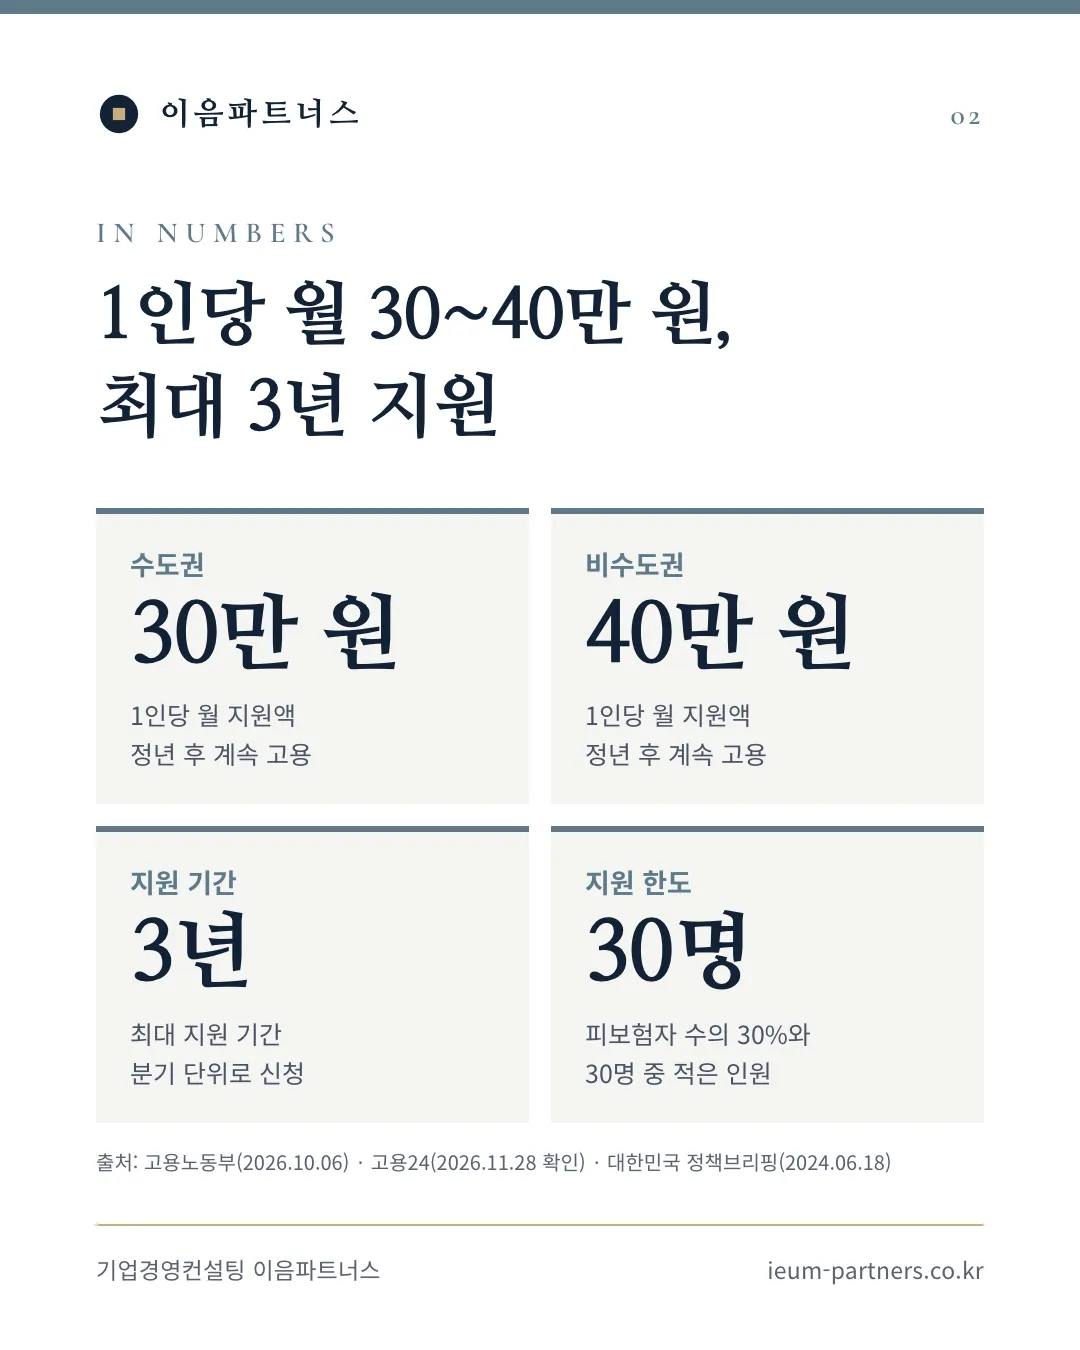 이음파트너스
02
IN NUMBERS
1인당 월 30~40만 원,
최대 3년 지원
수도권
30만 원
1인당 월 지원액
정년 후 계속 고용
비수도권
40만 원
1인당 월 지원액
정년 후 계속 고용
지원 기간
3년
최대 지원 기간
분기 단위로 신청
지원 한도
30명
피보험자 수의 30%와
30명 중 적은 인원
출처: 고용노동부(2026.10.06) · 고용24(2026.11.28 확인) · 대한민국 정책브리핑(2024.06.18)
기업경영컨설팅 이음파트너스
ieum-partners.co.kr